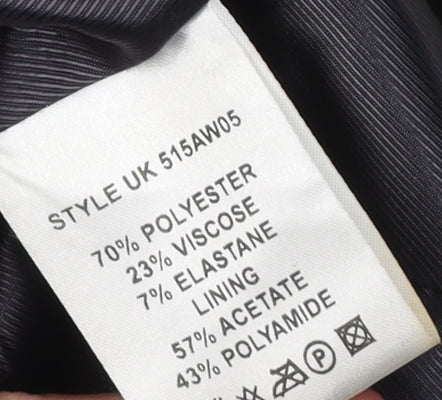 STYLE UK 515AW05
70% POLYESTER
23% VISCOSE
7% ELASTANE
LINING
57% ACETATE
43% POLYAMIDE
P